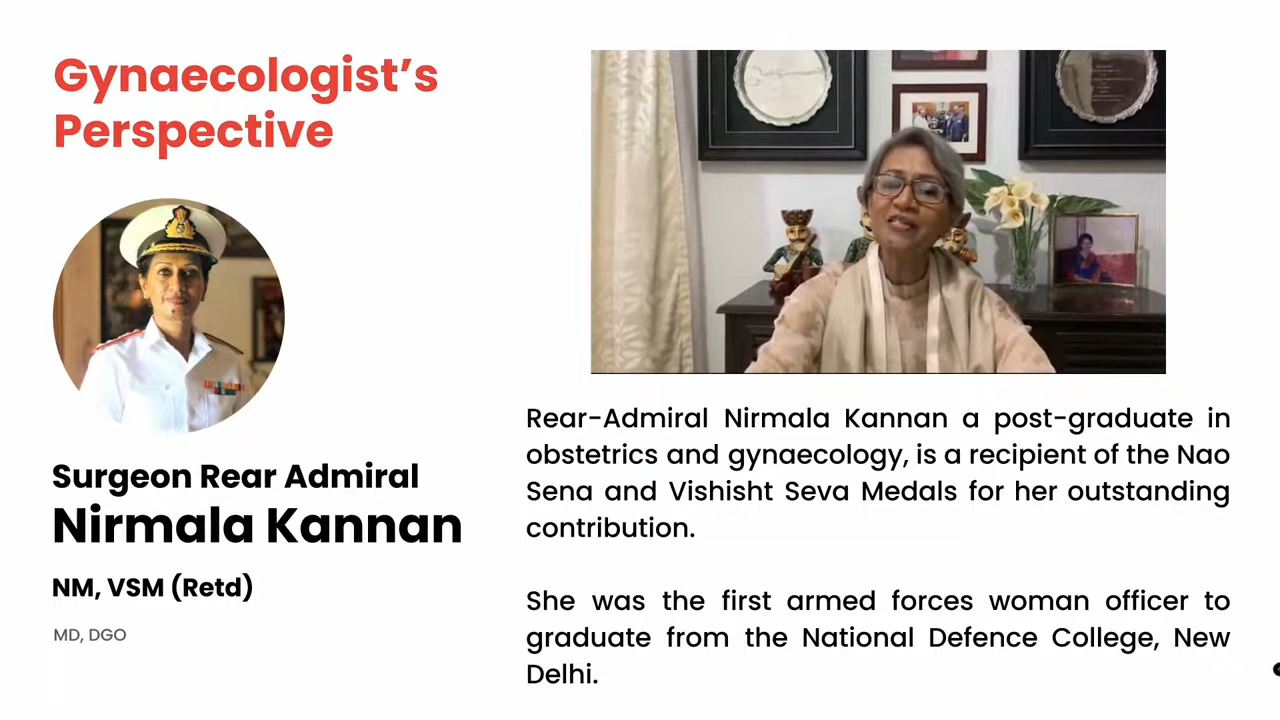 Gynaecologist’s
Perspective
Surgeon Rear Admiral
Nirmala Kannan
NM, VSM (Retd)
MD, DGO
Rear-Admiral Nirmala Kannan a post-graduate in
obstetrics and gynaecology, is a recipient of the Nao
Sena and Vishisht Seva Medals for her outstanding
contribution.
She was the first armed forces woman officer to
graduate from the National Defence College, New
Delhi.